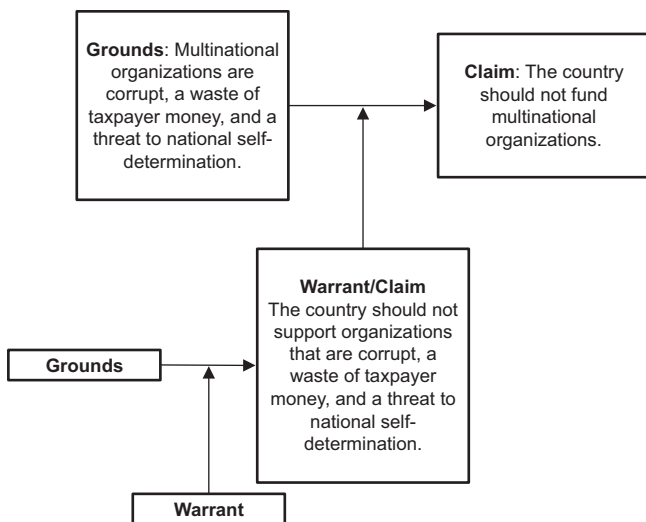 Grounds: Multinational
organizations are
corrupt, a waste of
taxpayer money, and a
threat to national self-
determination.
Claim: The country
should not fund
multinational
organizations.
Warrant/Claim
The country should not
support organizations
that are corrupt, a
waste of taxpayer
money, and a threat to
national self-
determination.
Grounds
Warrant